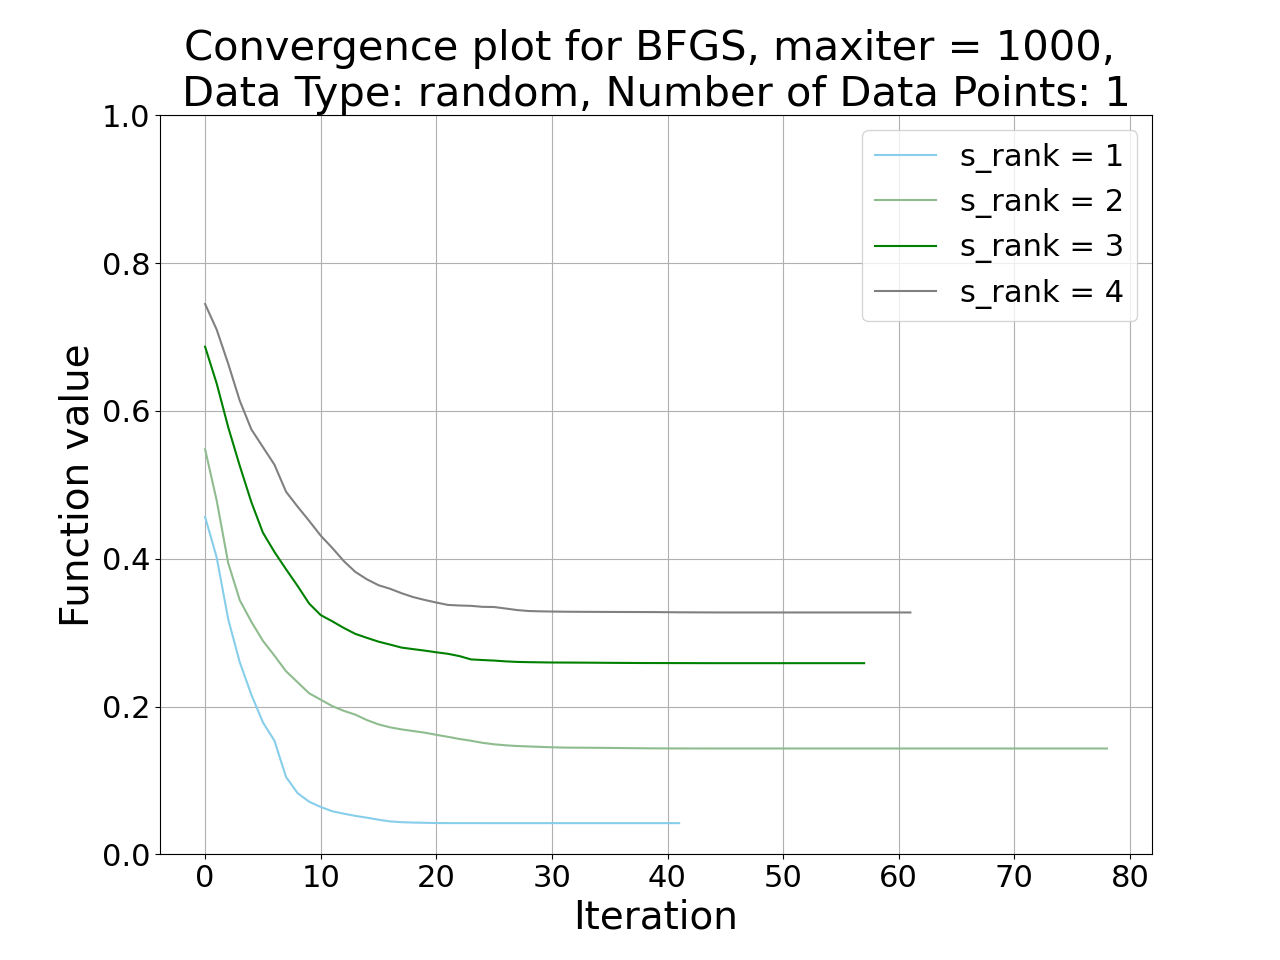 Convergence plot for BFGS, maxiter = 1000,
Data Type: random, Number of Data Points: 1
1.0
0.8
0.6
0.4
0.2
0.0
Function value
s_rank = 1
s_rank = 2
s_rank = 3
s_rank = 4
0 10 20 30 40 50 60 70 80
Iteration